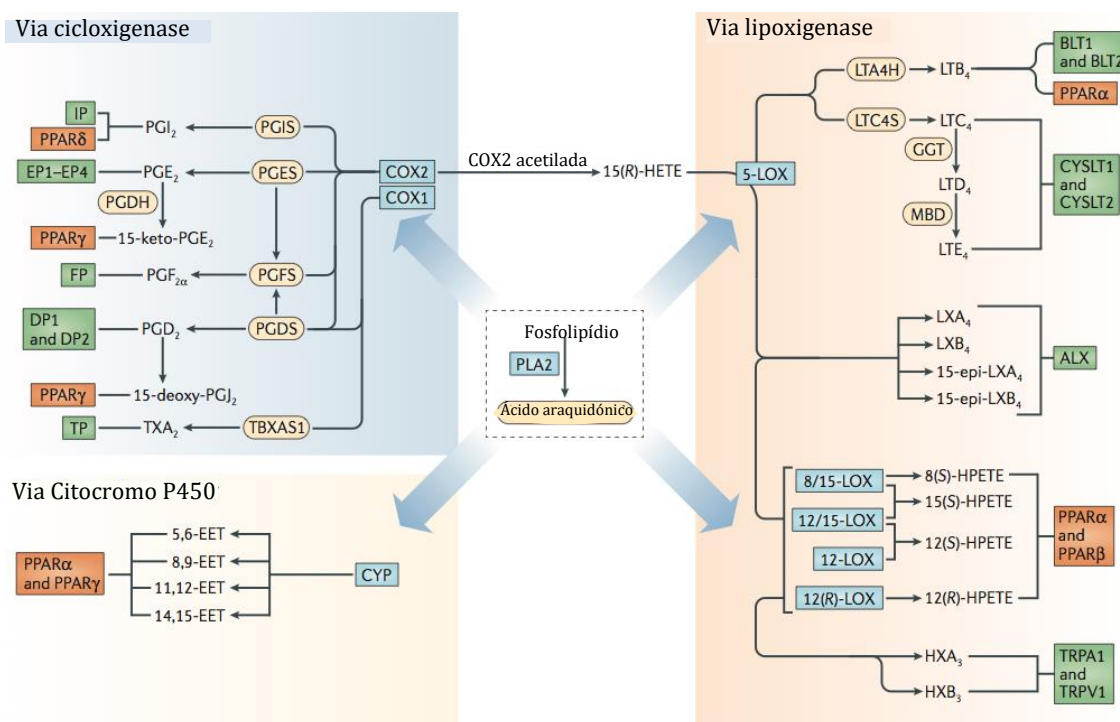 Via cicloxigenase
IP
PPARδ
PGI₂
PGIS
EP1–EP4
PGE₂
PGES
PGDH
PPARγ
15-keto-PGE₂
FP
PGF₂α
PGFS
DP1
and DP2
PGD₂
PGDS
PPARγ
15-deoxy-PGJ₂
TP
TXA₂
TBXAS1
COX2
COX1
COX2 acetilada
15(R)-HETE
Fosfolipídio
PLA2
Ácido araquidónico
Via lipoxigenase
5-LOX
LTA4H
LTB₄
BLT1
and BLT2
PPARα
LTC4S
LTC₄
GGT
LTD₄
MBD
LTE₄
CYSLT1
and
CYSLT2
LXA₄
LXB₄
15-epi-LXA₄
15-epi-LXB₄
ALX
8/15-LOX
8(S)-HPETE
15(S)-HPETE
12/15-LOX
12(S)-HPETE
12-LOX
12(R)-LOX
12(R)-HPETE
PPARα
and
PPARβ
HXA₃
HXB₃
TRPA1
and
TRPV1
Via Citocromo P450
PPARα
and PPARγ
5,6-EET
8,9-EET
11,12-EET
14,15-EET
CYP